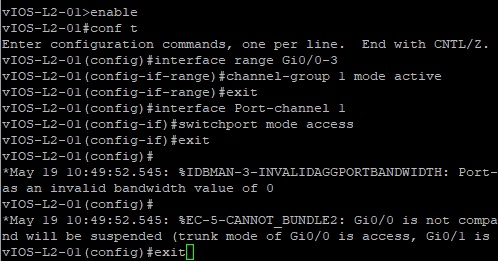 vIOS-L2-01>enable
vIOS-L2-01#conf t
Enter configuration commands, one per line.  End with CNTL/Z.
vIOS-L2-01(config)#interface range Gi0/0-3
vIOS-L2-01(config-if-range)#channel-group 1 mode active
vIOS-L2-01(config-if-range)#exit
vIOS-L2-01(config)#interface Port-channel 1
vIOS-L2-01(config-if)#switchport mode access
vIOS-L2-01(config-if)#exit
vIOS-L2-01(config)#
*May 19 10:49:52.545: %IDBMAN-3-INVALIDAGGPORTBANDWIDTH: Port-
as an invalid bandwidth value of 0
vIOS-L2-01(config)#
*May 19 10:49:52.545: %EC-5-CANNOT_BUNDLE2: Gi0/0 is not compa
nd will be suspended (trunk mode of Gi0/0 is access, Gi0/1 is
vIOS-L2-01(config)#exit